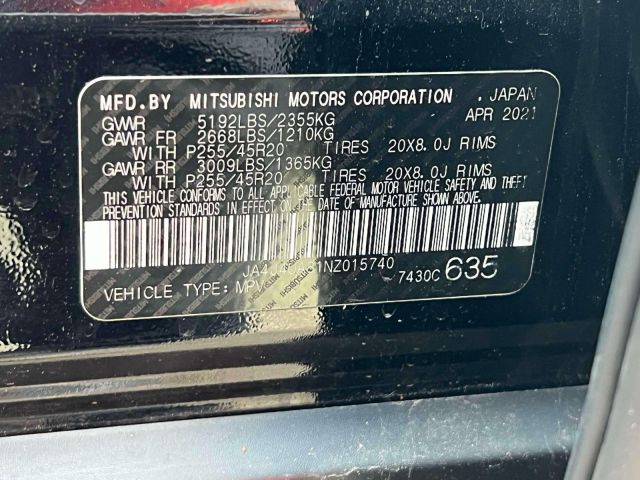 MFD.BY MITSUBISHI MOTORS CORPORATION . JAPAN
GVWR 5192LBS/2355KG APR 2021
GAWR FR 2668LBS/1210KG
WITH P255/45R20 TIRES 20X8.0J RIMS
GAWR RR 3009LBS/1365KG
WITH P255/45R20 TIRES 20X8.0J RIMS
THIS VEHICLE CONFORMS TO ALL APPLICABLE FEDERAL MOTOR VEHICLE SAFETY AND THEFT
PREVENTION STANDARDS IN EFFECT ON THE DATE OF MANUFACTURE SHOWN ABOVE.
1NZ015740
7430C 635
VEHICLE TYPE: MPV